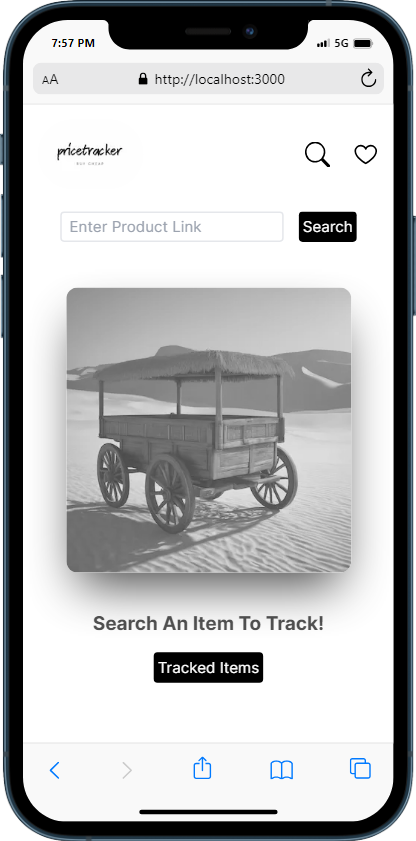 7:57 PM 5G
AA http://localhost:3000
pricetracker
BUY CHEAP
Enter Product Link Search
Search An Item To Track!
Tracked Items